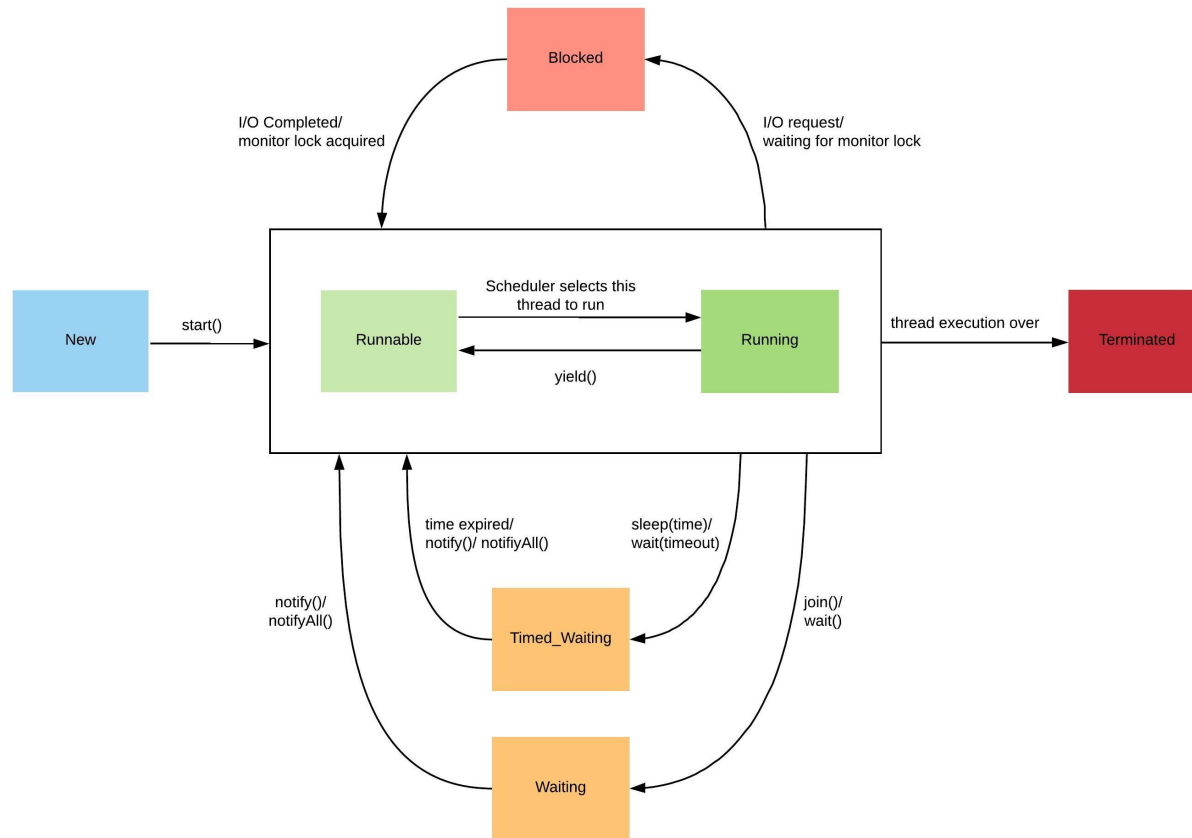 Blocked
I/O Completed/
monitor lock acquired
I/O request/
waiting for monitor lock
New
start()
Runnable
Scheduler selects this
thread to run
yield()
Running
thread execution over
Terminated
time expired/
notify()/ notifiyAll()
sleep(time)/
wait(timeout)
notify()/
notifyAll()
Timed_Waiting
join()/
wait()
Waiting